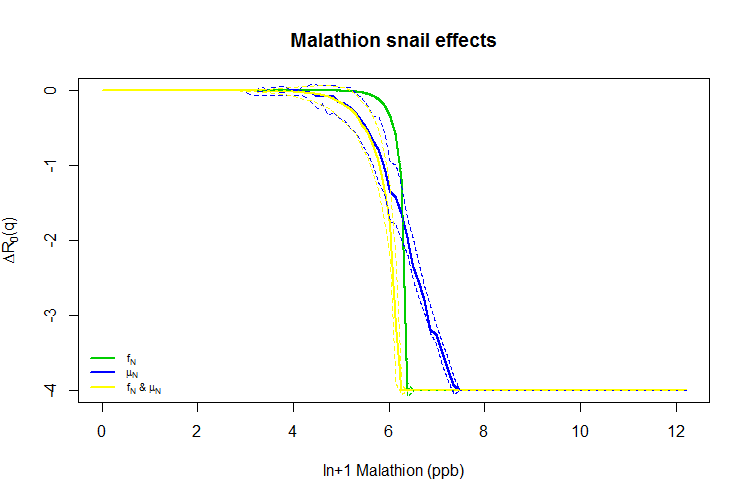 Malathion snail effects
ΔR0(q)
0
-1
-2
-3
-4
fN
μN
fN & μN
0 2 4 6 8 10 12
ln+1 Malathion (ppb)